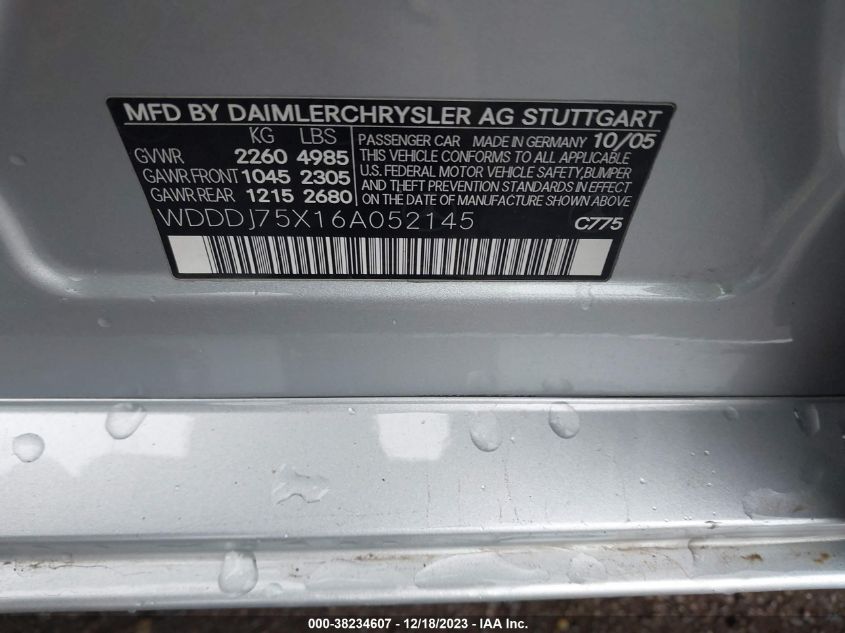 MFD BY DAIMLERCHRYSLER AG STUTTGART
KG LBS
GVWR 2260 4985
GAWR.FRONT 1045 2305
GAWR.REAR 1215 2680
PASSENGER CAR MADE IN GERMANY 10/05
THIS VEHICLE CONFORMS TO ALL APPLICABLE
U.S. FEDERAL MOTOR VEHICLE SAFETY,BUMPER
AND THEFT PREVENTION STANDARDS IN EFFECT
ON THE DATE OF MANUFACTURE SHOWN ABOVE
WDDDJ75X16A052145
C775
000-38234607 - 12/18/2023 - IAA Inc.